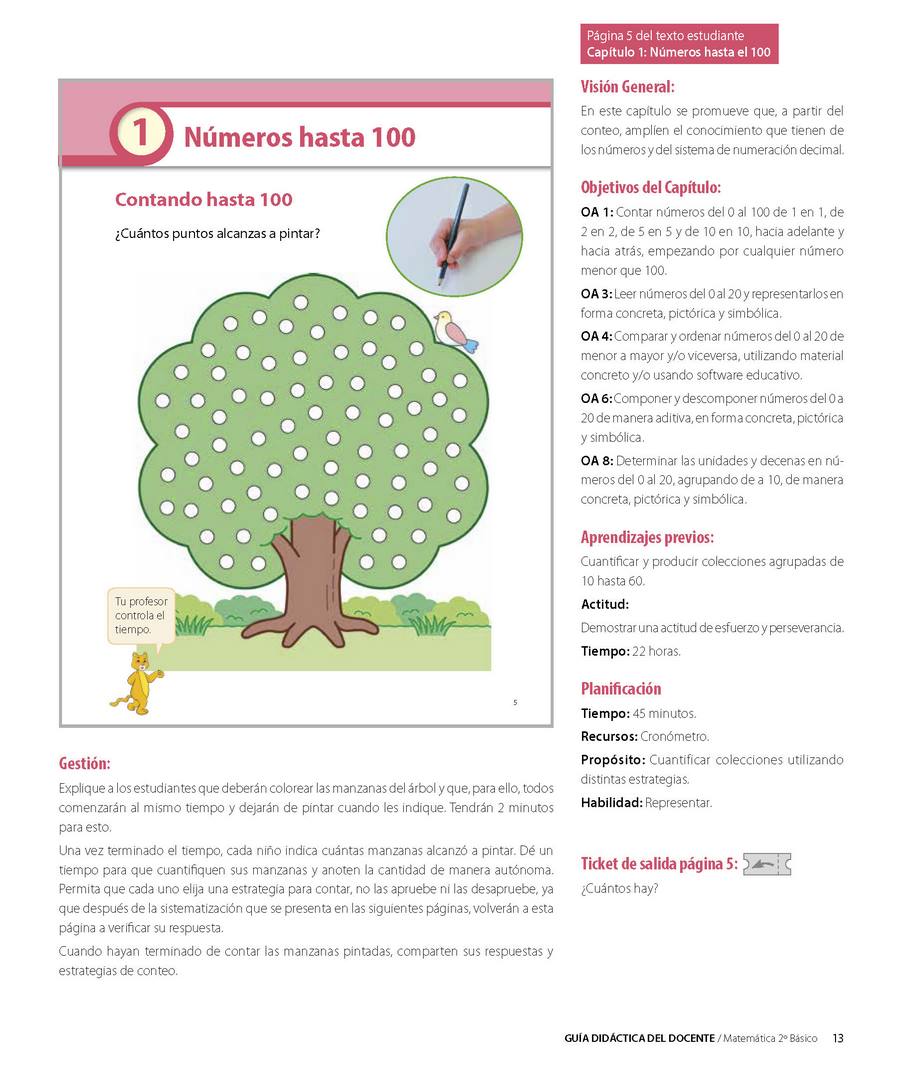 Página 5 del texto estudiante
Capítulo 1: Números hasta el 100
1 Números hasta 100
Contando hasta 100
¿Cuántos puntos alcanzas a pintar?
Tu profesor
controla el
tiempo.
5
Gestión:
Explique a los estudiantes que deberán colorear las manzanas del árbol y que, para ello, todos
comenzarán al mismo tiempo y dejarán de pintar cuando les indique. Tendrán 2 minutos
para esto.
Una vez terminado el tiempo, cada niño indica cuántas manzanas alcanzó a pintar. Dé un
tiempo para que cuantifiquen sus manzanas y anoten la cantidad de manera autónoma.
Permita que cada uno elija una estrategia para contar, no las apruebe ni las desapruebe, ya
que después de la sistematización que se presenta en las siguientes páginas, volverán a esta
página a verificar su respuesta.
Cuando hayan terminado de contar las manzanas pintadas, comparten sus respuestas y
estrategias de conteo.
Visión General:
En este capítulo se promueve que, a partir del
conteo, amplíen el conocimiento que tienen de
los números y del sistema de numeración decimal.
Objetivos del Capítulo:
OA 1: Contar números del 0 al 100 de 1 en 1, de
2 en 2, de 5 en 5 y de 10 en 10, hacia adelante y
hacia atrás, empezando por cualquier número
menor que 100.
OA 3: Leer números del 0 al 20 y representarlos en
forma concreta, pictórica y simbólica.
OA 4: Comparar y ordenar números del 0 al 20 de
menor a mayor y/o viceversa, utilizando material
concreto y/o usando software educativo.
OA 6: Componer y descomponer números del 0 a
20 de manera aditiva, en forma concreta, pictórica
y simbólica.
OA 8: Determinar las unidades y decenas en nú-
meros del 0 al 20, agrupando de a 10, de manera
concreta, pictórica y simbólica.
Aprendizajes previos:
Cuantificar y producir colecciones agrupadas de
10 hasta 60.
Actitud:
Demostrar una actitud de esfuerzo y perseverancia.
Tiempo: 22 horas.
Planificación
Tiempo: 45 minutos.
Recursos: Cronómetro.
Propósito: Cuantificar colecciones utilizando
distintas estrategias.
Habilidad: Representar.
Ticket de salida página 5:
¿Cuántos hay?
GUÍA DIDÁCTICA DEL DOCENTE / Matemática 2º Básico 13